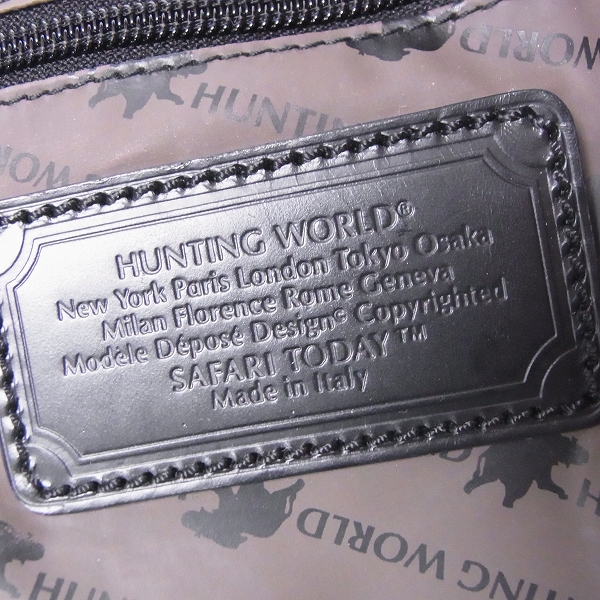 HUNTING WORLD
HUNTING WORLD®
New York Paris London Tokyo Osaka
Milan Florence Rome Geneva
Modèle Déposé Design© Copyrighted
SAFARI TODAY™
Made in Italy
HUNTING WORLD